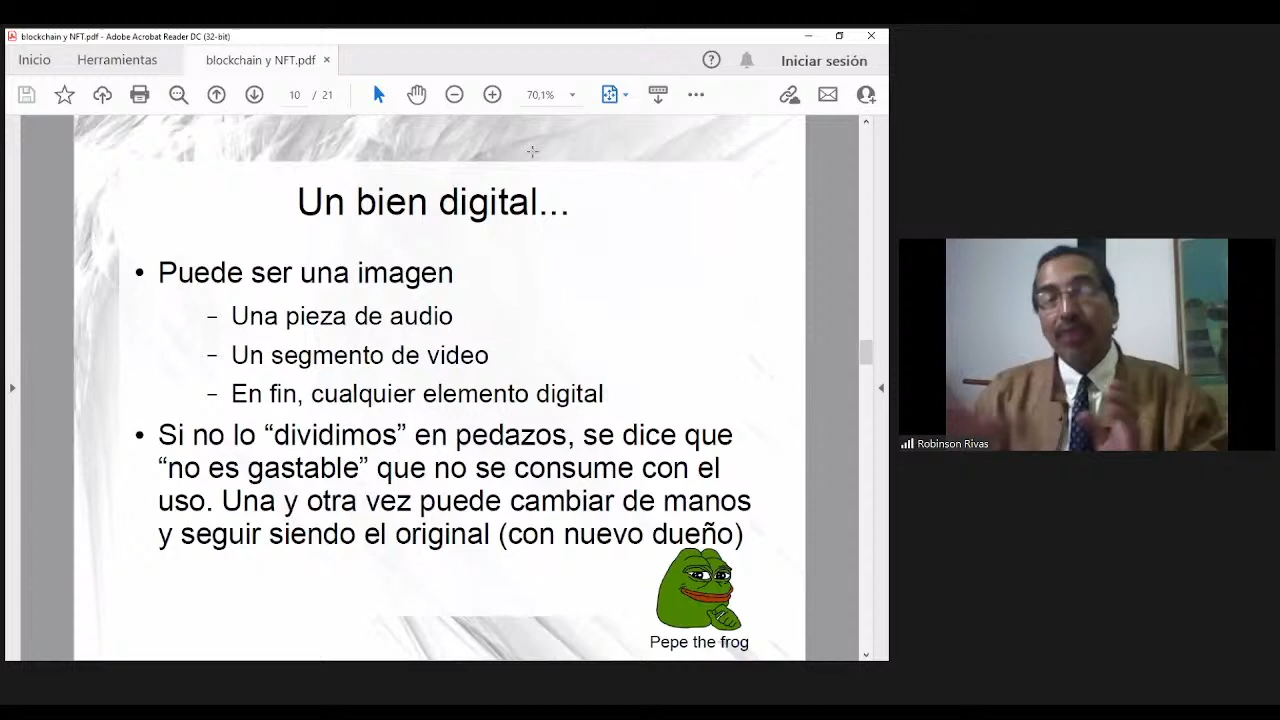 blockchain y NFT.pdf - Adobe Acrobat Reader DC (32-bit)
Inicio
Herramientas
blockchain y NFT.pdf
Iniciar sesión
10 / 21
70,1%
Un bien digital...
• Puede ser una imagen
– Una pieza de audio
– Un segmento de video
– En fin, cualquier elemento digital
• Si no lo “dividimos” en pedazos, se dice que
“no es gastable” que no se consume con el
uso. Una y otra vez puede cambiar de manos
y seguir siendo el original (con nuevo dueño)
Pepe the frog
Robinson Rivas